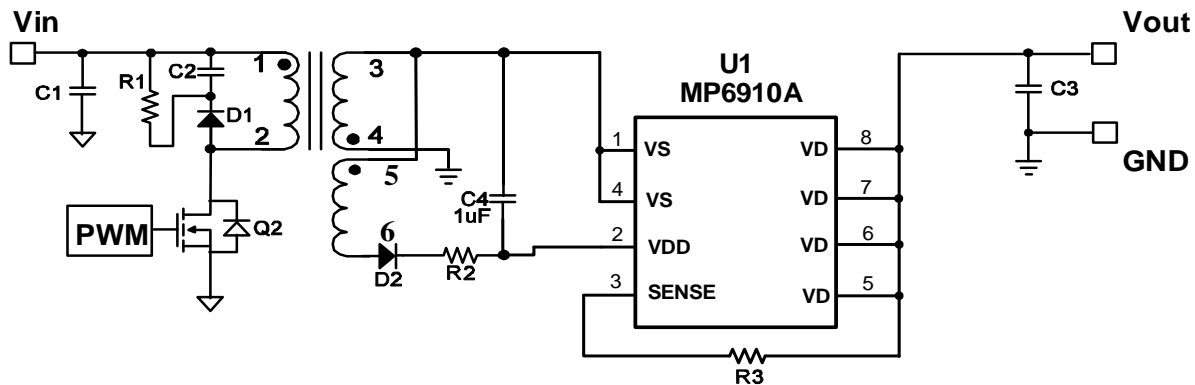 Vin
Vout
C1
R1
C2
D1
1
2
3
4
5
6
PWM
Q2
D2
R2
C4
1uF
U1
MP6910A
1
VS
4
VS
2
VDD
3
SENSE
VD
8
VD
7
VD
6
VD
5
R3
C3
GND